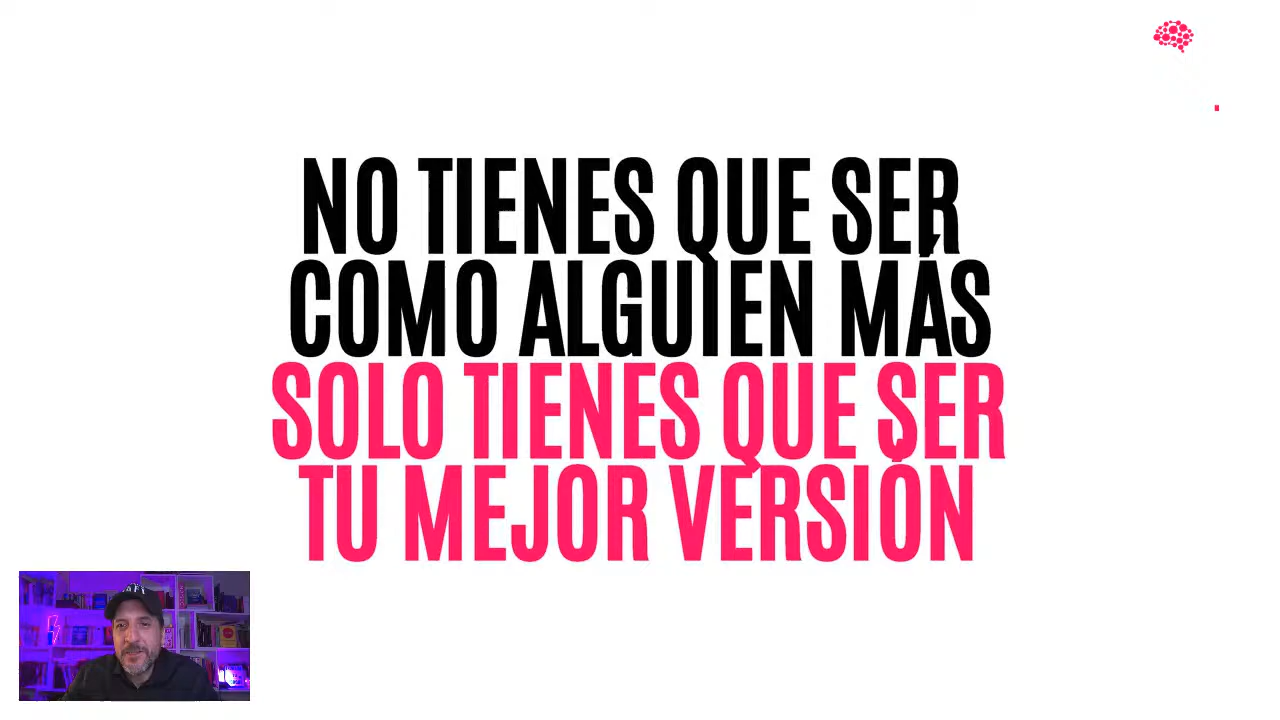 NO TIENES QUE SER
COMO ALGUIEN MÁS
SOLO TIENES QUE SER
TU MEJOR VERSIÓN